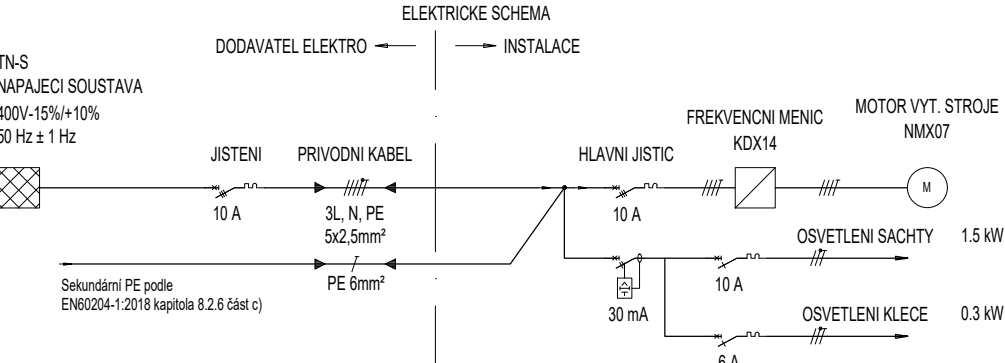 ELEKTRICKE SCHEMA
DODAVATEL ELEKTRO
INSTALACE
TN-S
NAPAJECI SOUSTAVA
400V-15%/+10%
50 Hz ± 1 Hz
JISTENI
10 A
PRIVODNI KABEL
3L, N, PE
5x2,5mm²
HLAVNI JISTIC
10 A
FREKVENCNI MENIC
KDX14
MOTOR VYT. STROJE
NMX07
M
Sekundární PE podle
EN60204-1:2018 kapitola 8.2.6 část c)
PE 6mm²
30 mA
OSVETLENI SACHTY 1.5 kW
10 A
OSVETLENI KLECE 0.3 kW
6 A